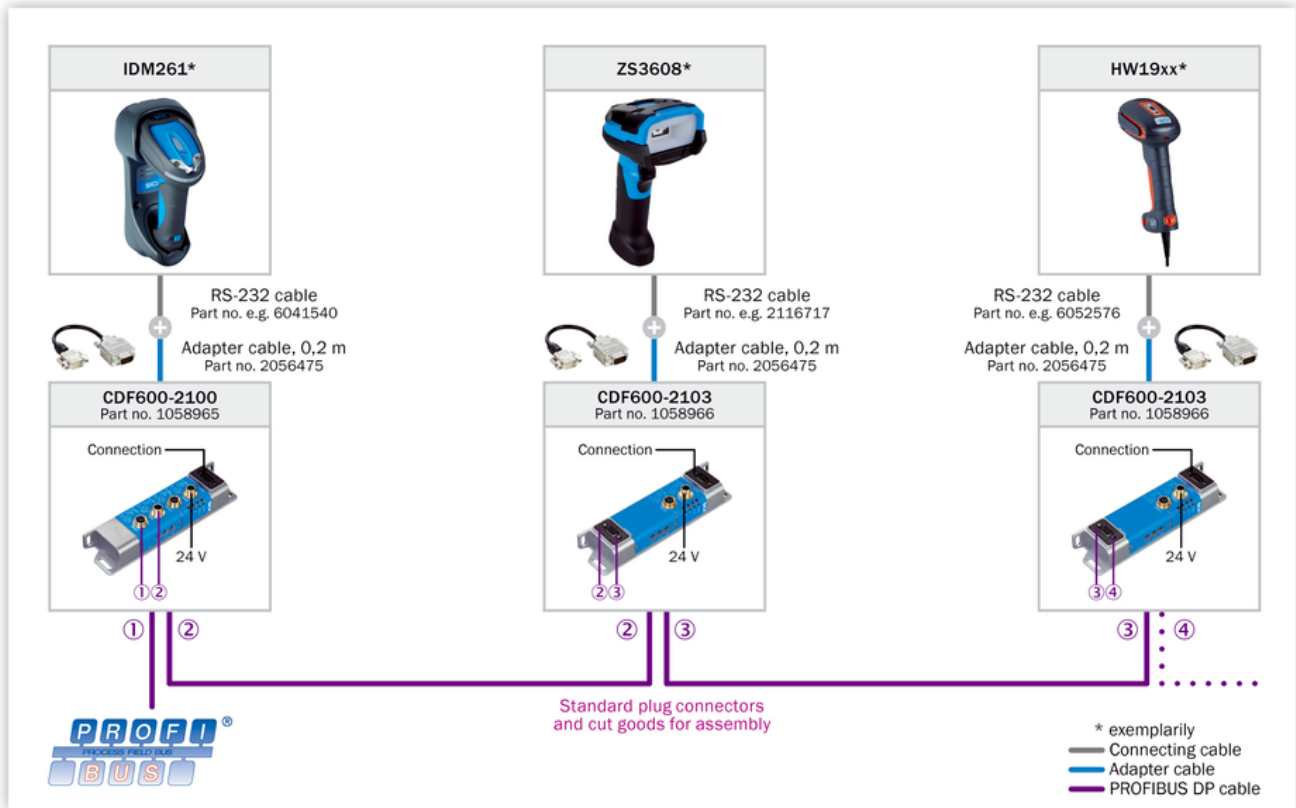 IDM261*
RS-232 cable
Part no. e.g. 6041540
Adapter cable, 0,2 m
Part no. 2056475
CDF600-2100
Part no. 1058965
Connection
24 V
①②
① ②
ZS3608*
RS-232 cable
Part no. e.g. 2116717
Adapter cable, 0,2 m
Part no. 2056475
CDF600-2103
Part no. 1058966
Connection
24 V
②③
② ③
HW19xx*
RS-232 cable
Part no. e.g. 6052576
Adapter cable, 0,2 m
Part no. 2056475
CDF600-2103
Part no. 1058966
Connection
24 V
③④
③ ④
Standard plug connectors
and cut goods for assembly
PROFI®
PROCESS FIELD BUS
BUS
* exemplarily
Connecting cable
Adapter cable
PROFIBUS DP cable